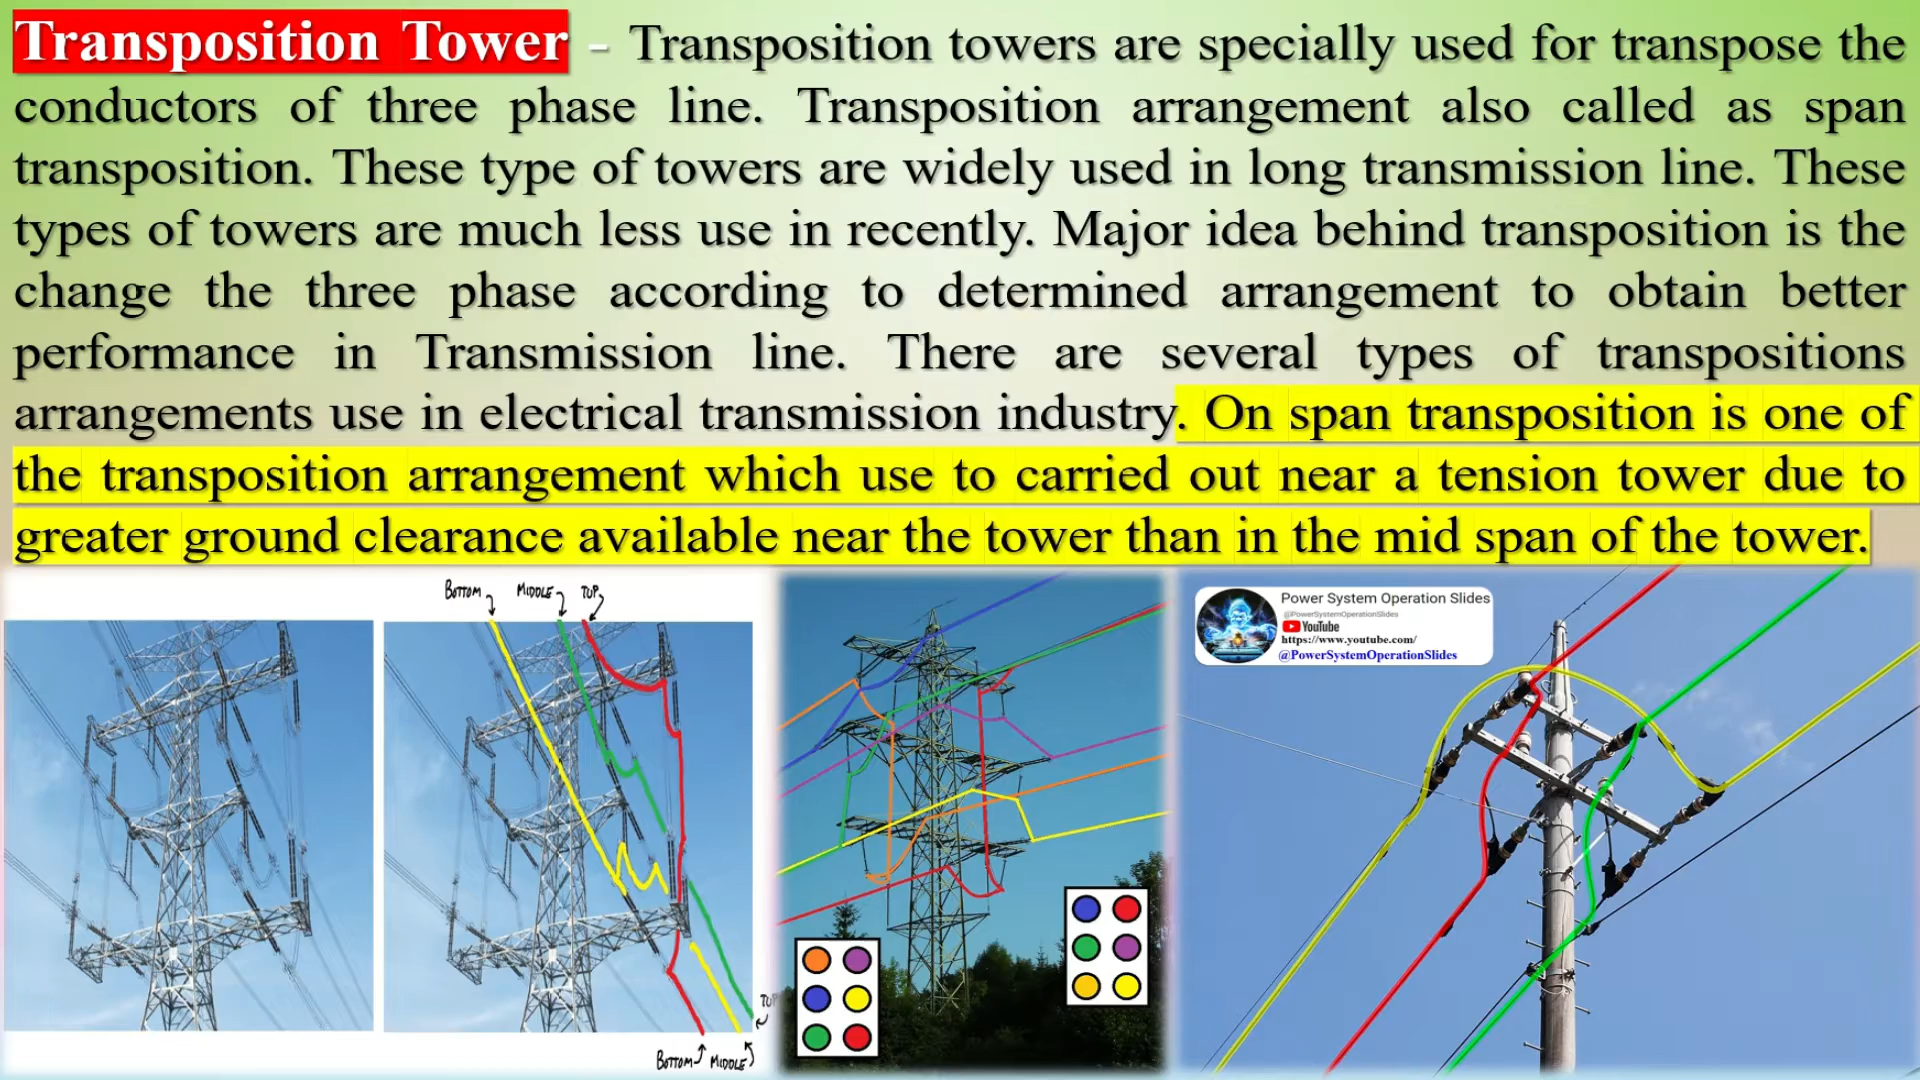 Transposition Tower - Transposition towers are specially used for transpose the
conductors of three phase line. Transposition arrangement also called as span
transposition. These type of towers are widely used in long transmission line. These
types of towers are much less use in recently. Major idea behind transposition is the
change the three phase according to determined arrangement to obtain better
performance in Transmission line. There are several types of transpositions
arrangements use in electrical transmission industry. On span transposition is one of
the transposition arrangement which use to carried out near a tension tower due to
greater ground clearance available near the tower than in the mid span of the tower.
BOTTOM MIDDLE TOP
Power System Operation Slides
@PowerSystemOperationSlides
YouTube
https://www.youtube.com/
@PowerSystemOperationSlides
TOP
BOTTOM MIDDLE